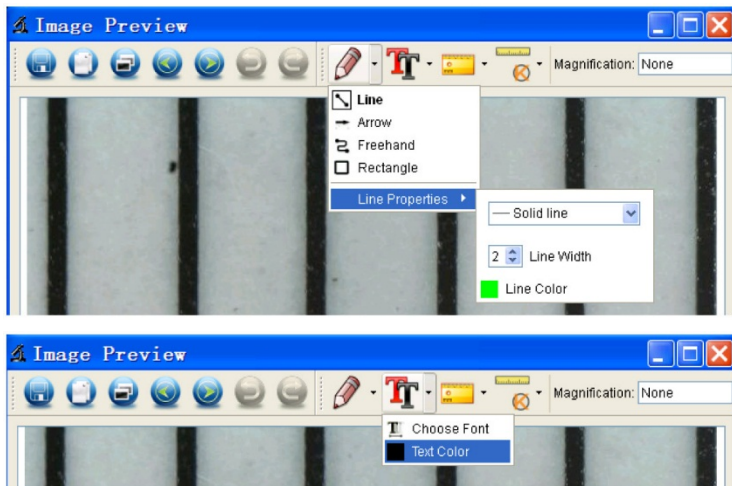 Image Preview
Magnification: None
Line
Arrow
Freehand
Rectangle
Line Properties
Solid line
2 Line Width
Line Color
Image Preview
Magnification: None
Choose Font
Text Color